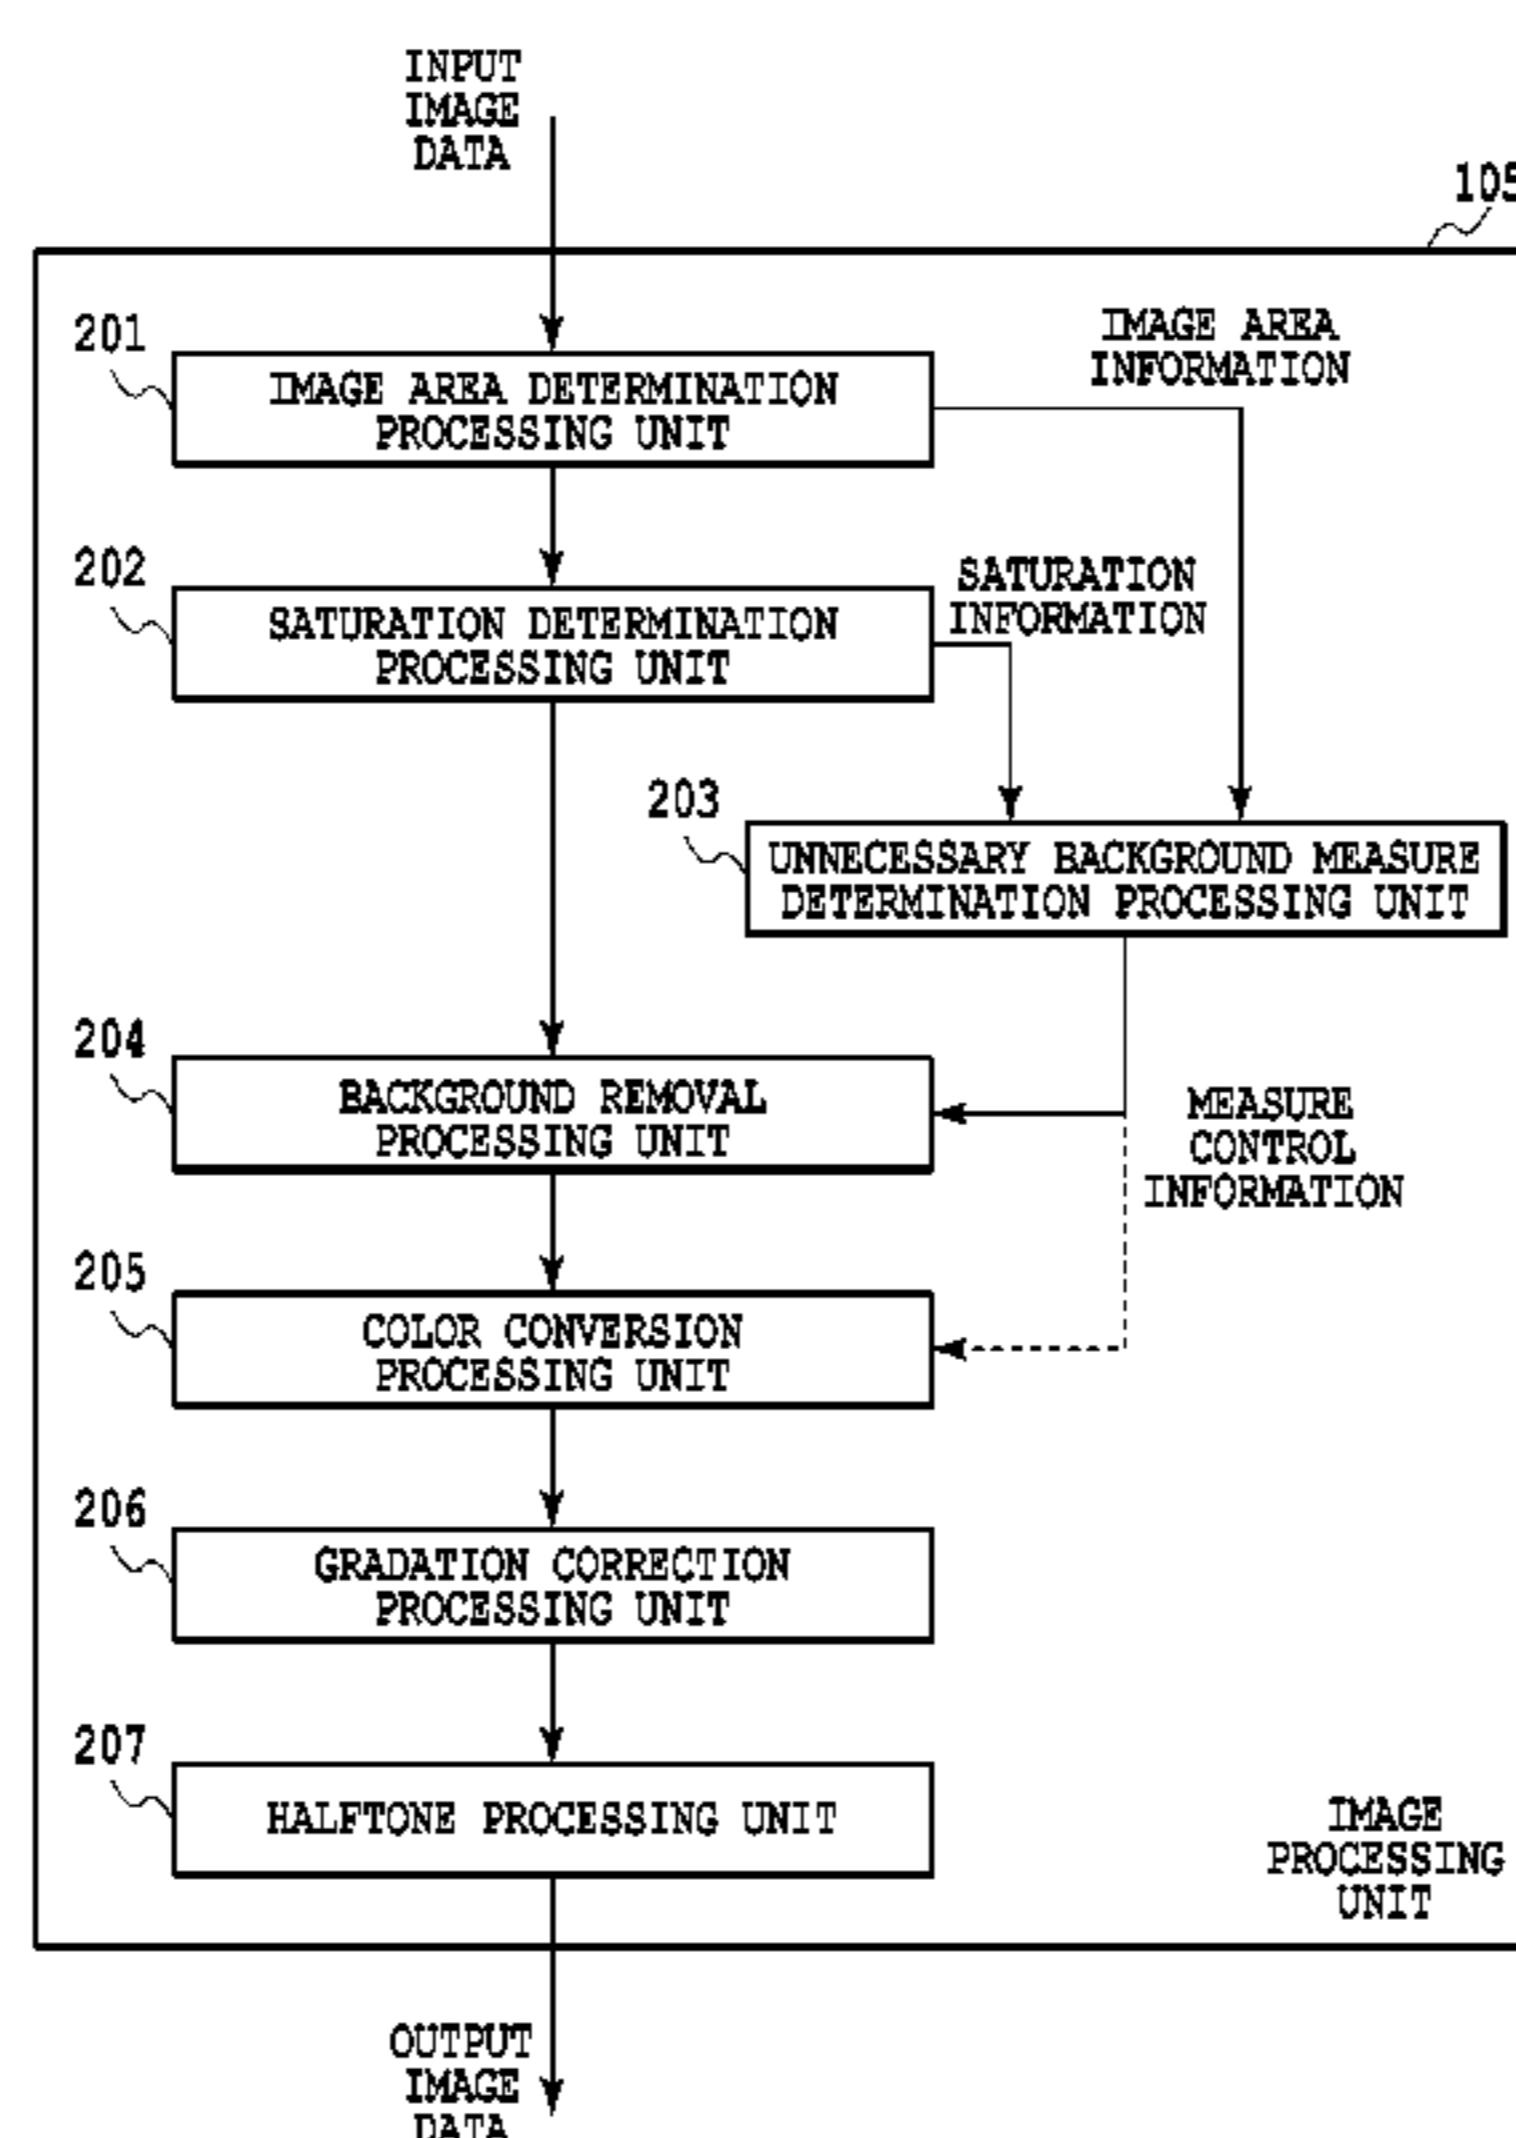 INPUT
IMAGE
DATA
105
201
IMAGE AREA DETERMINATION
PROCESSING UNIT
IMAGE AREA
INFORMATION
202
SATURATION DETERMINATION
PROCESSING UNIT
SATURATION
INFORMATION
203
UNNECESSARY BACKGROUND MEASURE
DETERMINATION PROCESSING UNIT
204
BACKGROUND REMOVAL
PROCESSING UNIT
MEASURE
CONTROL
INFORMATION
205
COLOR CONVERSION
PROCESSING UNIT
206
GRADATION CORRECTION
PROCESSING UNIT
207
HALFTONE PROCESSING UNIT
IMAGE
PROCESSING
UNIT
OUTPUT
IMAGE
DATA